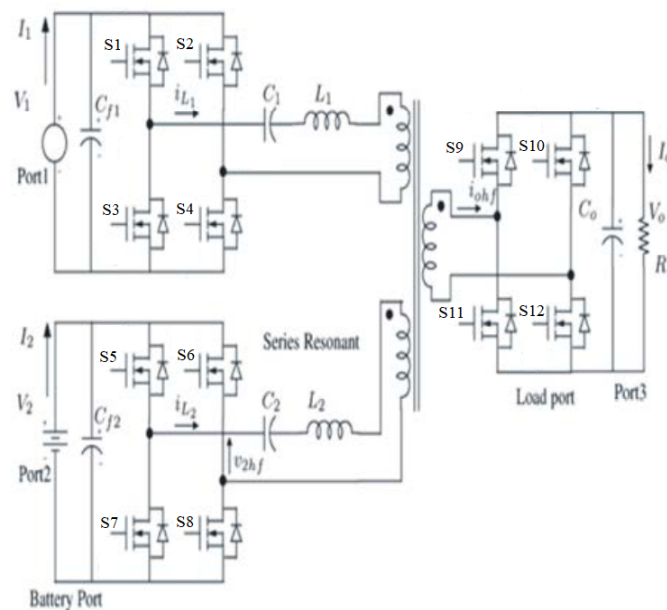 I1
S1
S2
iL1
C1
L1
V1
Cf1
Port1
S3
S4
S9
S10
iohf
Co
Vo
R
S11
S12
Load port
Port3
I2
S5
S6
Series Resonant
iL2
C2
L2
V2
Cf2
v2hf
Port2
S7
S8
Battery Port